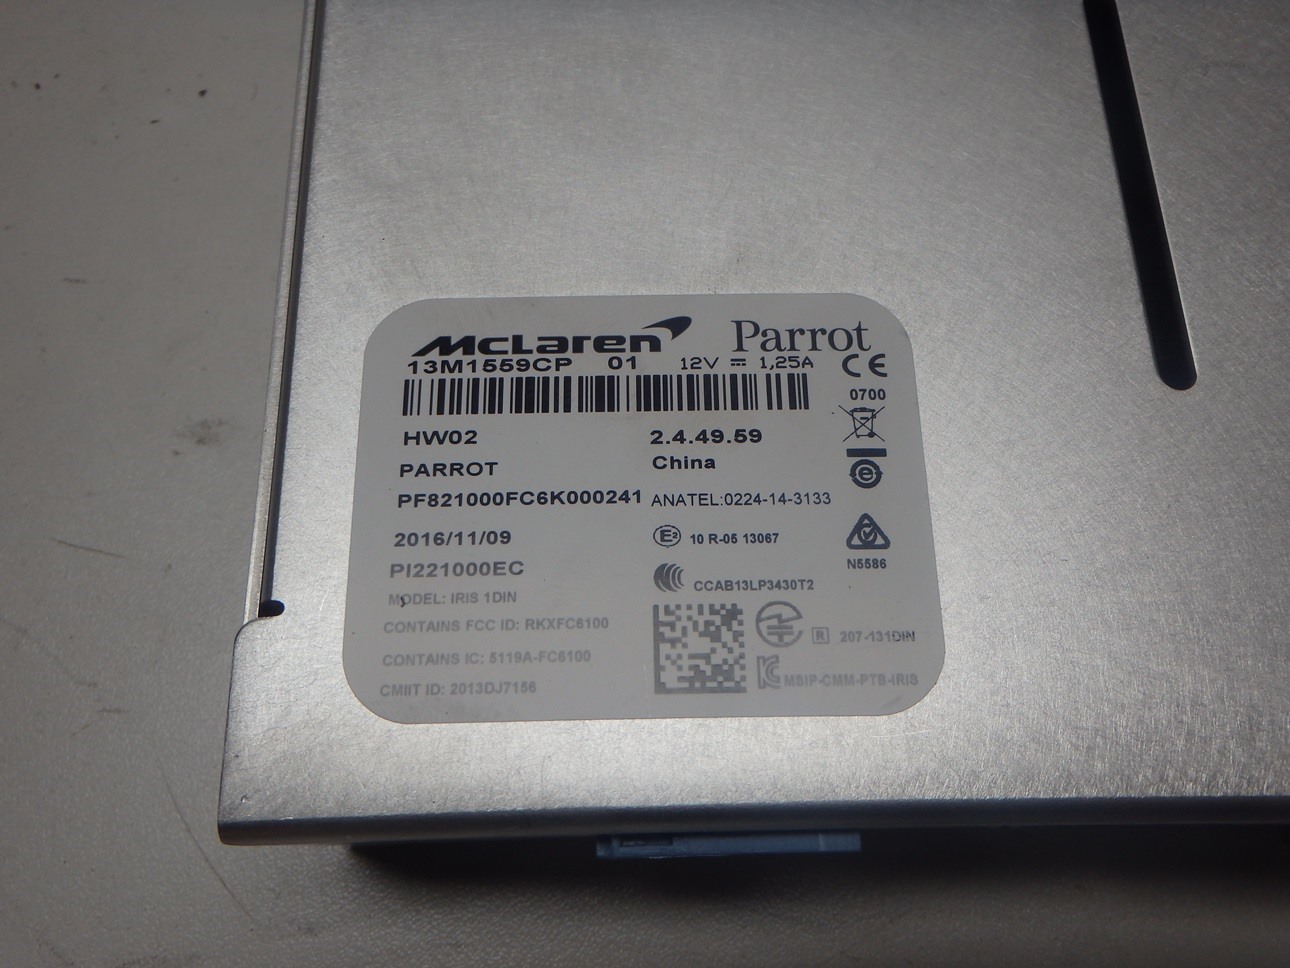 McLaren Parrot
13M1559CP 01 12V 1,25A CE
0700
HW02 2.4.49.59
PARROT China
PF821000FC6K000241 ANATEL:0224-14-3133
2016/11/09 E2 10 R-05 13067
N5586
PI221000EC
CCAB13LP3430T2
MODEL: IRIS 1DIN
CONTAINS FCC ID: RKXFC6100
R 207-131DIN
CONTAINS IC: 5119A-FC6100
MSIP-CMM-PTB-IRIS
CMIIT ID: 2013DJ7156